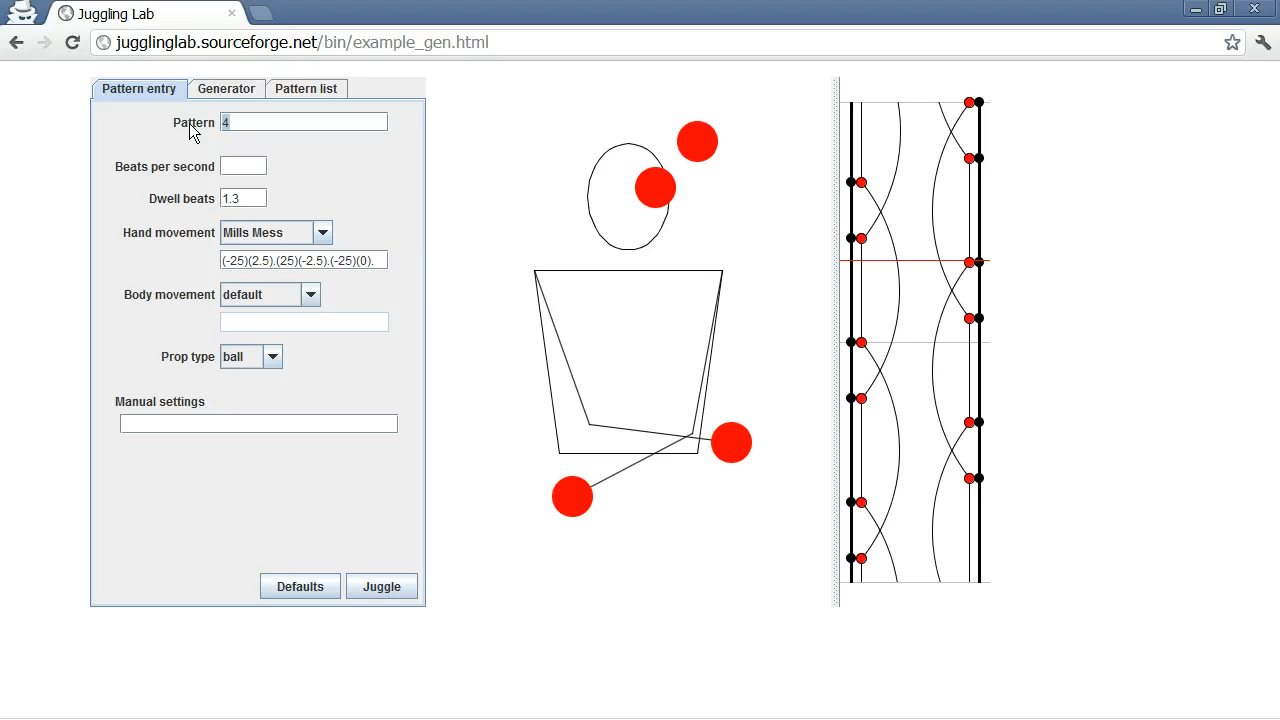 Juggling Lab
jugglinglab.sourceforge.net/bin/example_gen.html
Pattern entry Generator Pattern list
Pattern 4
Beats per second
Dwell beats 1.3
Hand movement Mills Mess
(-25)(2.5).(25)(-2.5).(-25)(0).
Body movement default
Prop type ball
Manual settings
Defaults Juggle